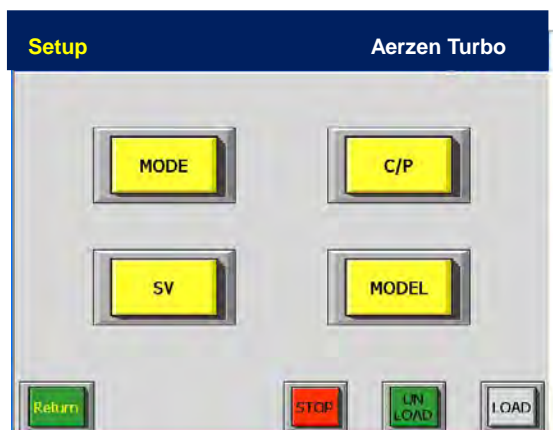 Setup Aerzen Turbo
MODE C/P
SV MODEL
Return STOP UN LOAD LOAD